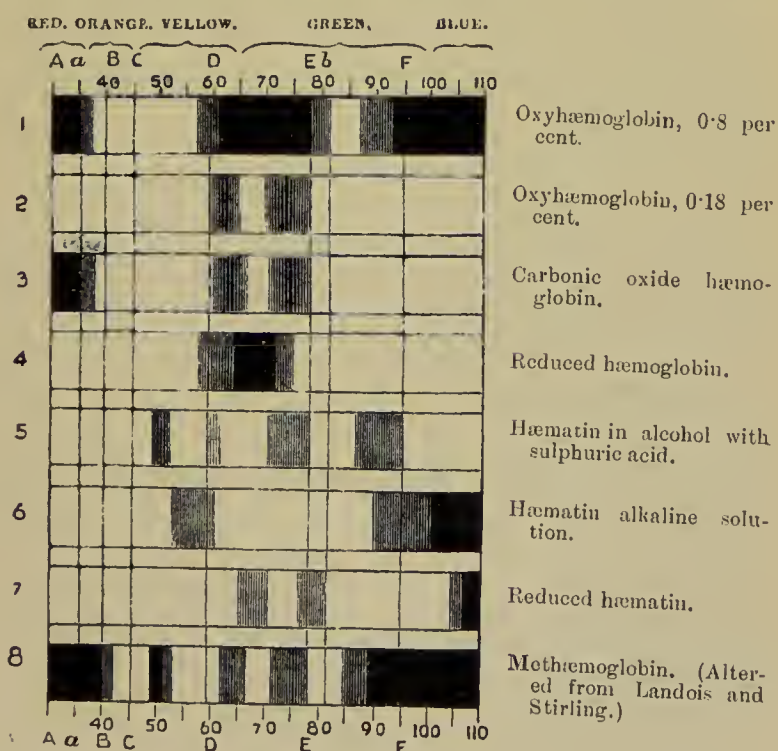 RED. ORANGE. YELLOW. GREEN. BLUE.
A a B C D E b F
40 50 60 70 80 90 100 110
1 Oxyhæmoglobin, 0·8 per
cent.
2 Oxyhæmoglobin, 0·18 per
cent.
3 Carbonic oxide hæmo-
globin.
4 Reduced hæmoglobin.
5 Hæmatin in alcohol with
sulphuric acid.
6 Hæmatin alkaline solu-
tion.
7 Reduced hæmatin.
8 Methæmoglobin. (Alter-
ed from Landois and
Stirling.)
40 50 60 70 80 90 100 110
A a B C D E F